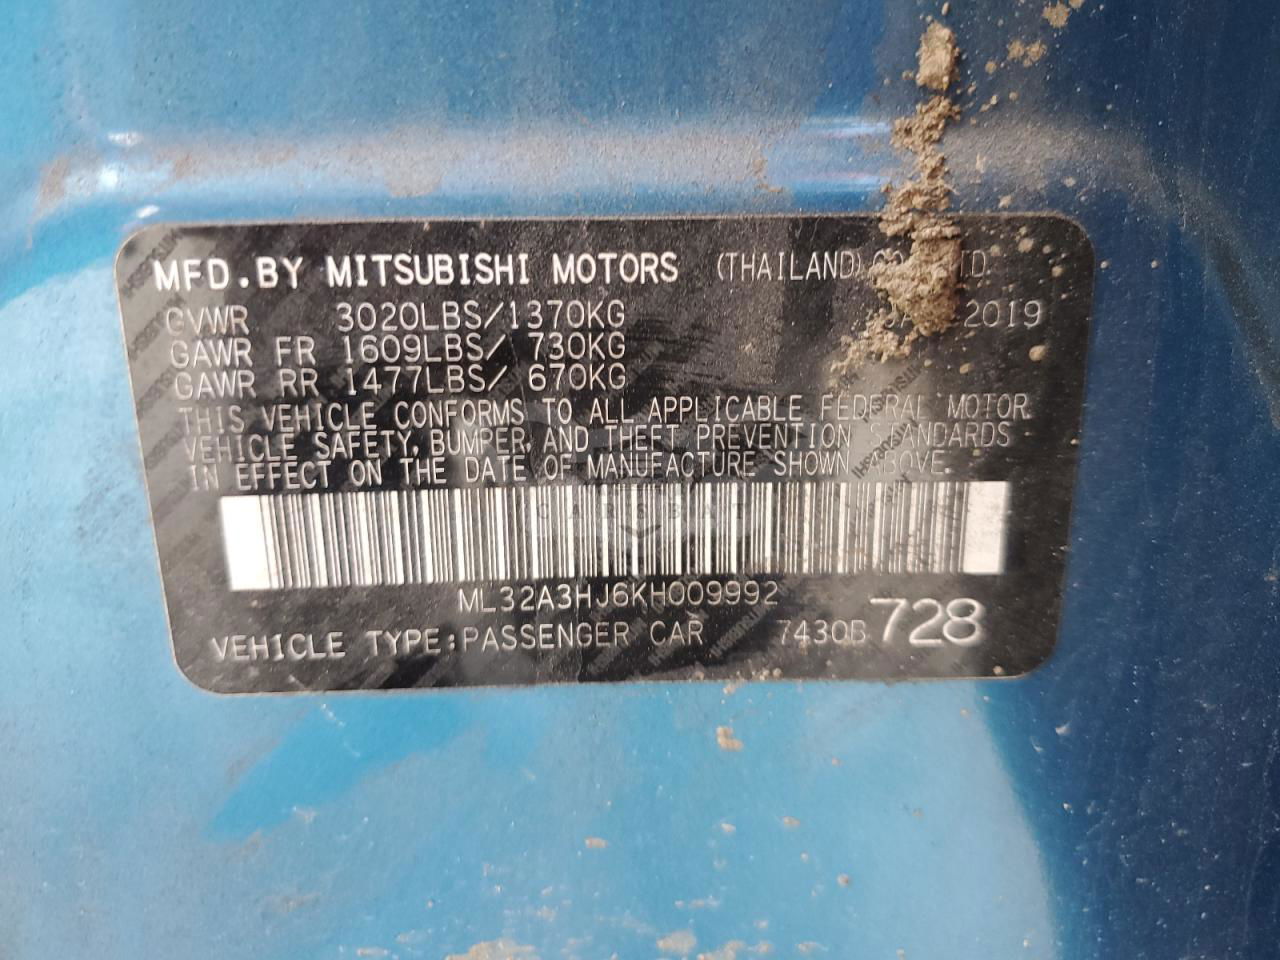 MFD.BY MITSUBISHI MOTORS (THAILAND)
GVWR 3020LBS/1370KG 2019
GAWR FR 1609LBS/ 730KG
GAWR RR 1477LBS/ 670KG
THIS VEHICLE CONFORMS TO ALL APPLICABLE FEDERAL MOTOR
VEHICLE SAFETY, BUMPER, AND THEFT PREVENTION STANDARDS
IN EFFECT ON THE DATE OF MANUFACTURE SHOWN ABOVE.
CARSBAT
ML32A3HJ6KH009992
VEHICLE TYPE:PASSENGER CAR 7430B 728